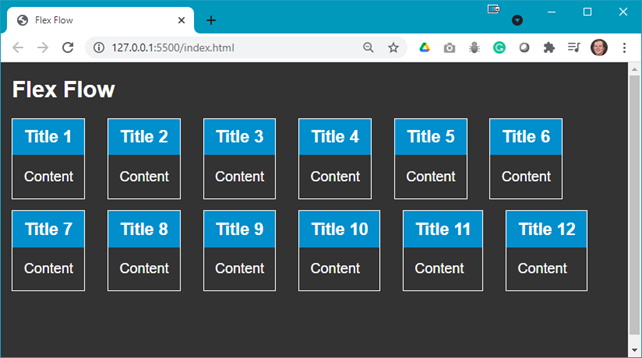 Flex Flow
127.0.0.1:5500/index.html
Flex Flow
Title 1 Title 2 Title 3 Title 4 Title 5 Title 6
Content Content Content Content Content Content
Title 7 Title 8 Title 9 Title 10 Title 11 Title 12
Content Content Content Content Content Content